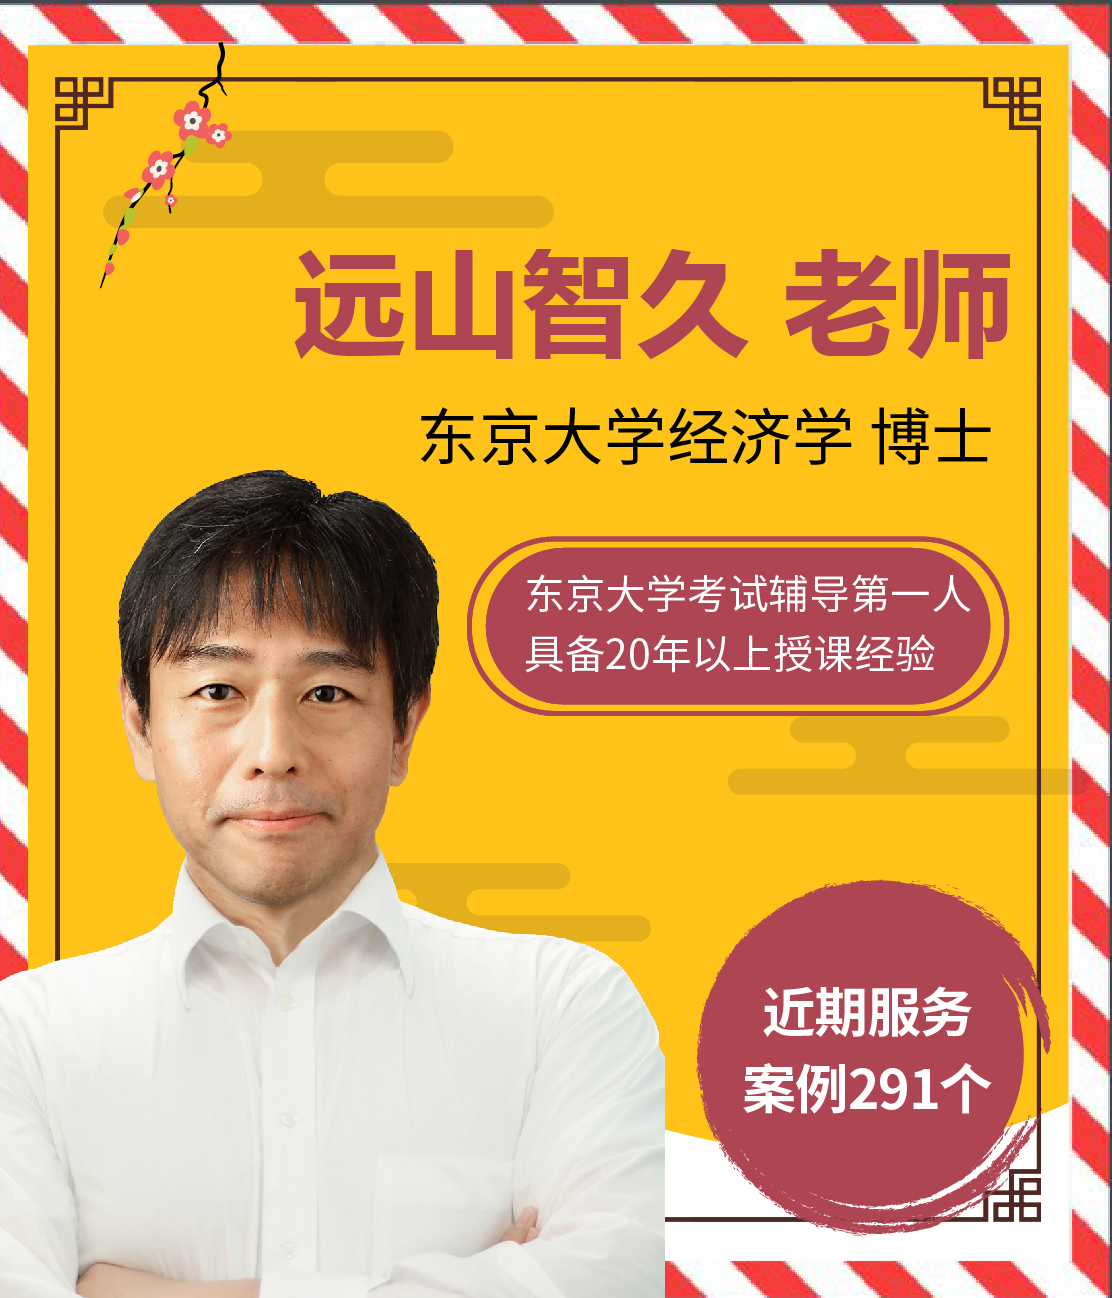 远山智久 老师
东京大学经济学 博士
东京大学考试辅导第一人
具备20年以上授课经验
近期服务
案例291个